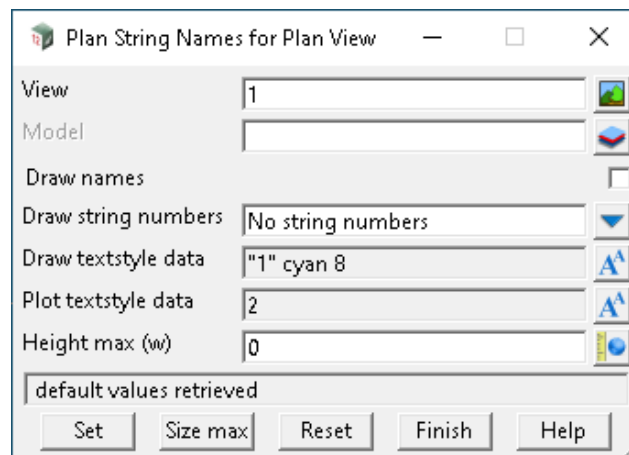 Plan String Names for Plan View
View 1
Model
Draw names
Draw string numbers No string numbers
Draw textstyle data "1" cyan 8
Plot textstyle data 2
Height max (w) 0
default values retrieved
Set Size max Reset Finish Help